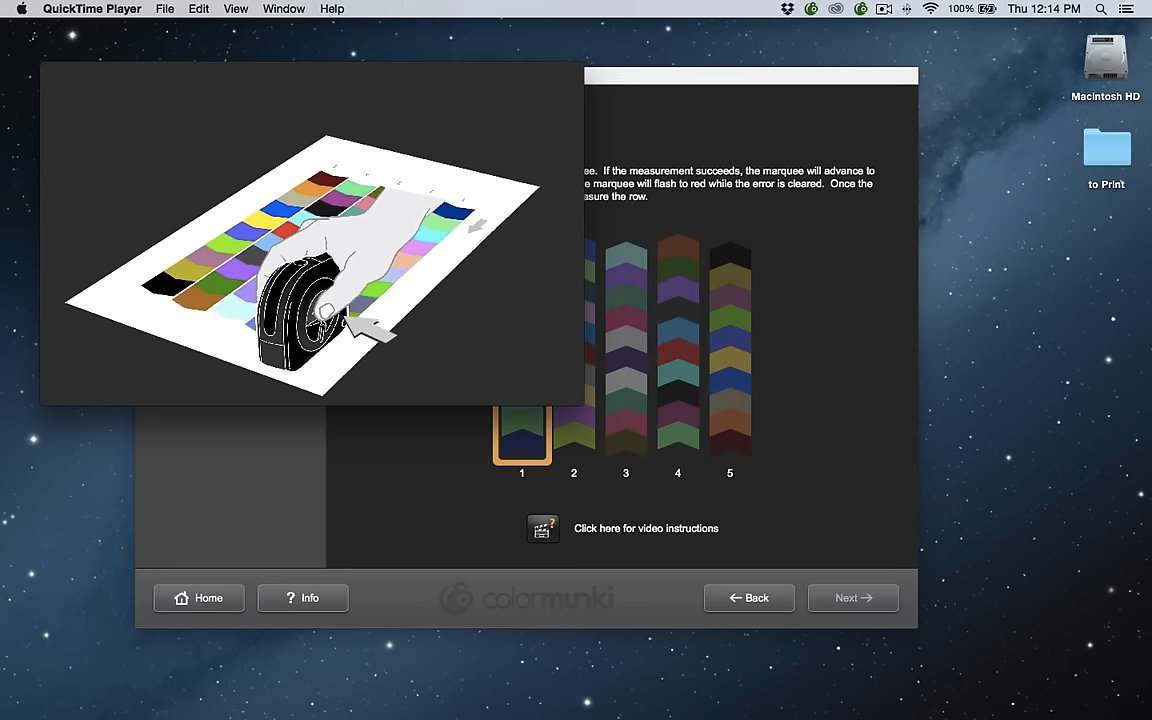 QuickTime Player File Edit View Window Help 100% Thu 12:14 PM
Macintosh HD
to Print
ee. If the measurement succeeds, the marquee will advance to
e marquee will flash to red while the error is cleared. Once the
asure the row.
1 2 3 4 5
? Click here for video instructions
Home ? Info colormunki Back Next